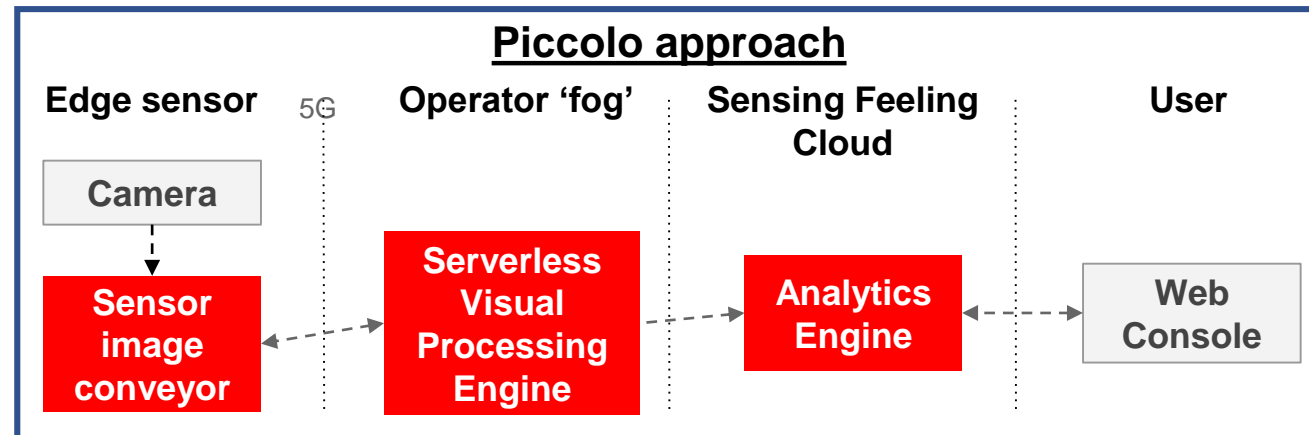 Piccolo approach
Edge sensor
5G
Operator ‘fog’
Sensing Feeling
Cloud
User
Camera
Sensor
image
conveyor
Serverless
Visual
Processing
Engine
Analytics
Engine
Web
Console